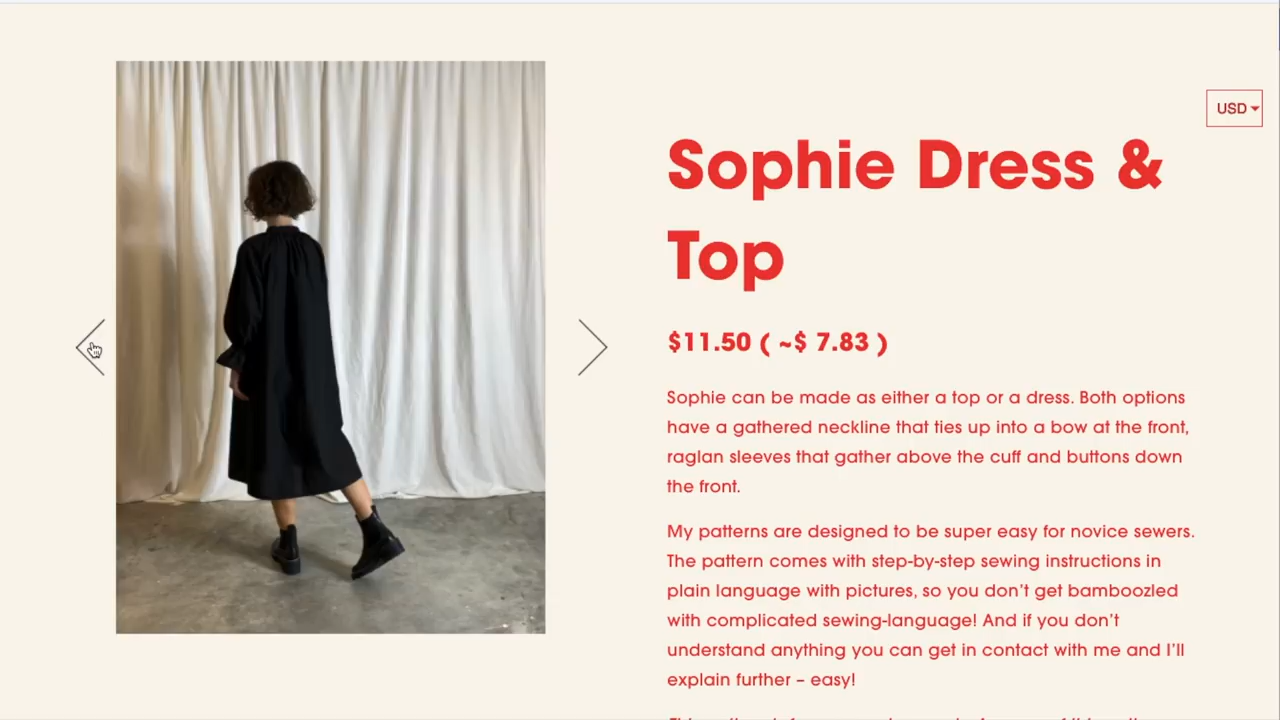 USD
Sophie Dress &
Top
$11.50 ( ~$ 7.83 )
Sophie can be made as either a top or a dress. Both options
have a gathered neckline that ties up into a bow at the front,
raglan sleeves that gather above the cuff and buttons down
the front.
My patterns are designed to be super easy for novice sewers.
The pattern comes with step-by-step sewing instructions in
plain language with pictures, so you don't get bamboozled
with complicated sewing-language! And if you don't
understand anything you can get in contact with me and I'll
explain further – easy!